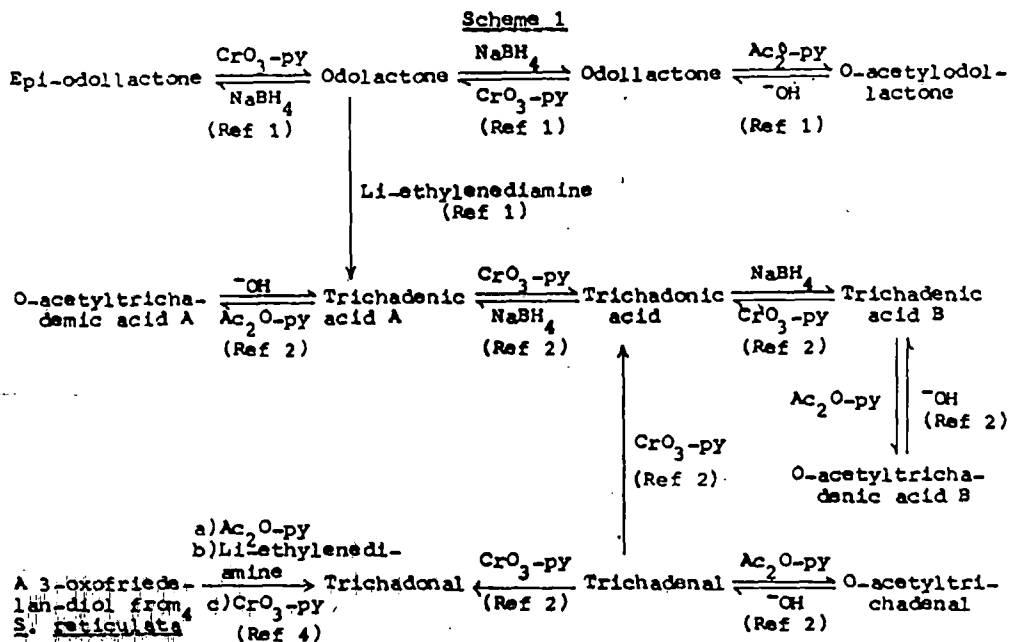 Scheme 1
CrO3-py NaBH4 Ac2O-py
Epi-odollactone Odolactone Odollactone O-acetylodol-
lactone
NaBH4 CrO3-py -OH
(Ref 1) (Ref 1) (Ref 1)
Li-ethylenediamine
(Ref 1)
-OH CrO3-py NaBH4
O-acetyltricha- Trichadenic Trichadonic Trichadenic
demic acid A acid A acid acid B
Ac2O-py NaBH4 CrO3-py
(Ref 2) (Ref 2) (Ref 2)
Ac2O-py -OH
(Ref 2)
CrO3-py
(Ref 2)
O-acetyltricha-
denic acid B
a)Ac2O-py
b)Li-ethylenedi-
amine CrO3-py Ac2O-py
A 3-oxofriede- Trichadonal Trichadenal O-acetyltri-
lan-diol from4 chadenal
c)CrO3-py (Ref 2) -OH
S. reticulata (Ref 4) (Ref 2)